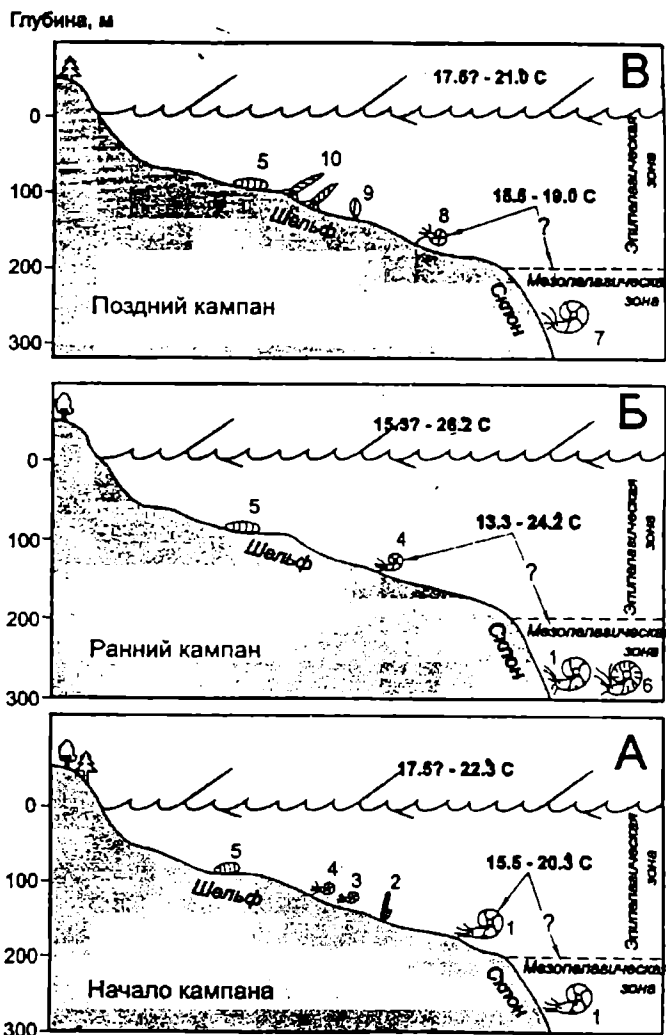 Глубина, м
В
17.5? - 21.0 С
0
5
10
9
8
15.5 - 19.0 С
100
Шельф
?
Эпипелагическая
зона
200
Мезопелагическая
зона
Поздний кампан
Склон
300
7
Б
15.3? - 26.2 С
0
5
4
13.3 - 24.2 С
100
Шельф
?
Эпипелагическая
зона
200
Мезопелагическая
зона
Ранний кампан
Склон
1
6
300
А
17.5? - 22.3 С
0
5
4
3
2
15.5 - 20.3 С
100
Шельф
1
?
Эпипелагическая
зона
200
Мезопелагическая
зона
Начало кампана
Склон
1
300